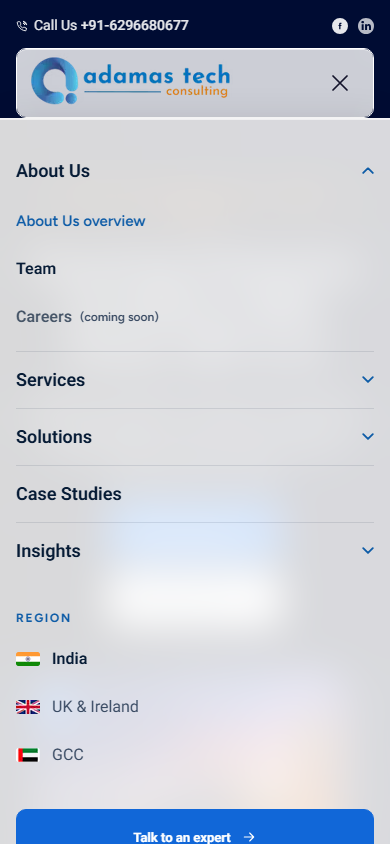 Call Us +91-6296680677
adamas tech
consulting
About Us
About Us overview
Team
Careers (coming soon)
Services
Solutions
Case Studies
Insights
REGION
India
UK & Ireland
GCC
Talk to an expert →